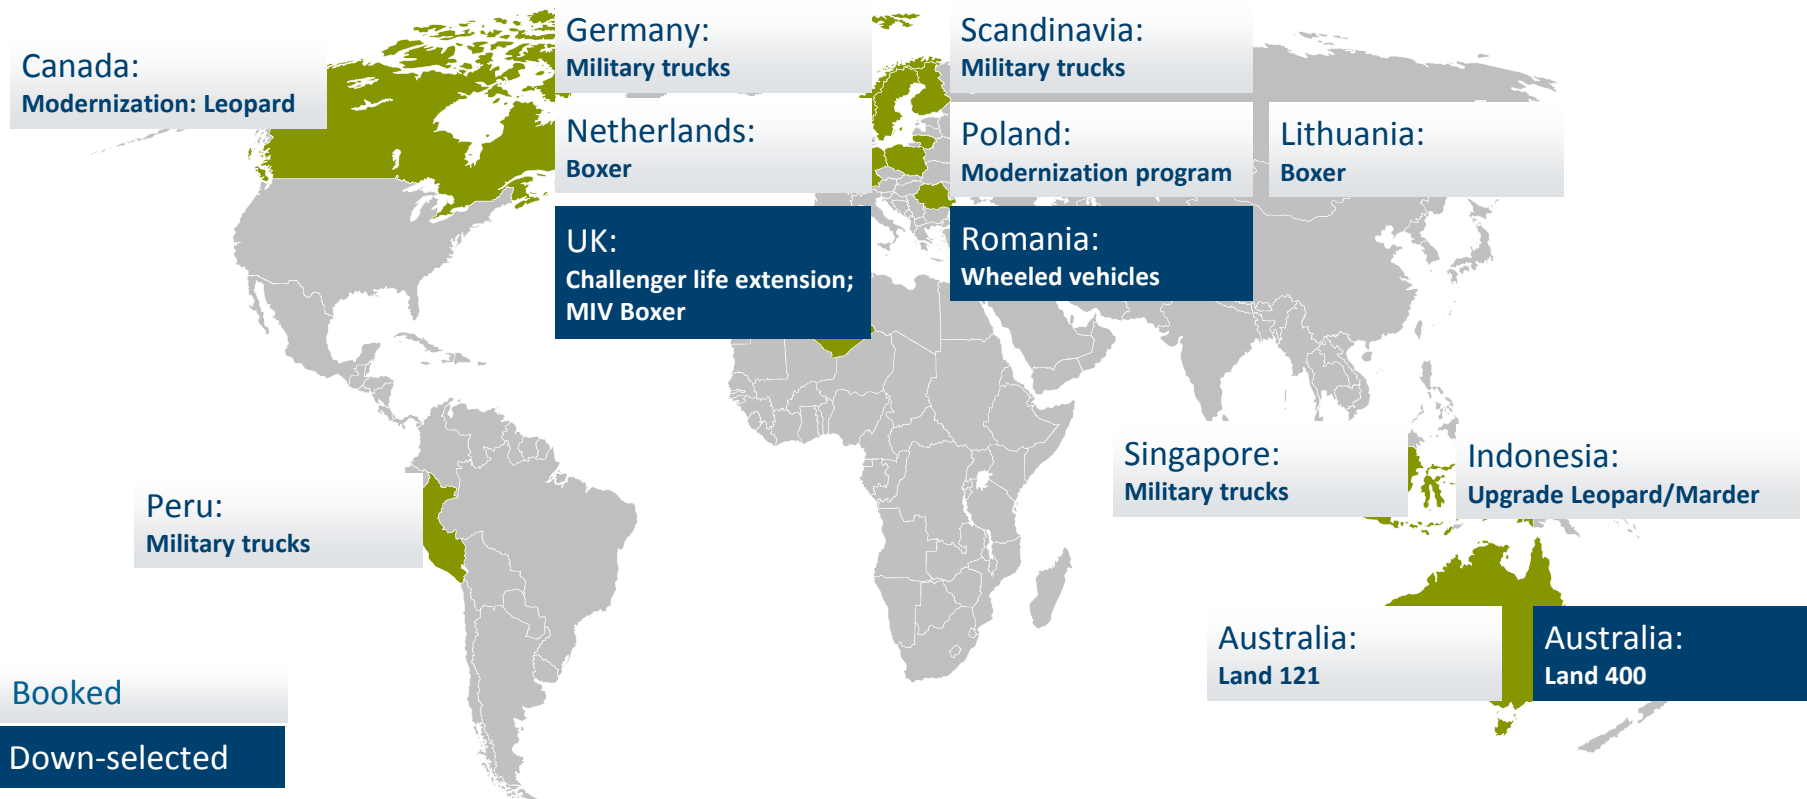 Germany:
Military trucks
Scandinavia:
Military trucks
Canada:
Modernization: Leopard
Netherlands:
Boxer
Poland:
Modernization program
Lithuania:
Boxer
UK:
Challenger life extension;
MIV Boxer
Romania:
Wheeled vehicles
Singapore:
Military trucks
Indonesia:
Upgrade Leopard/Marder
Peru:
Military trucks
Australia:
Land 121
Australia:
Land 400
Booked
Down-selected